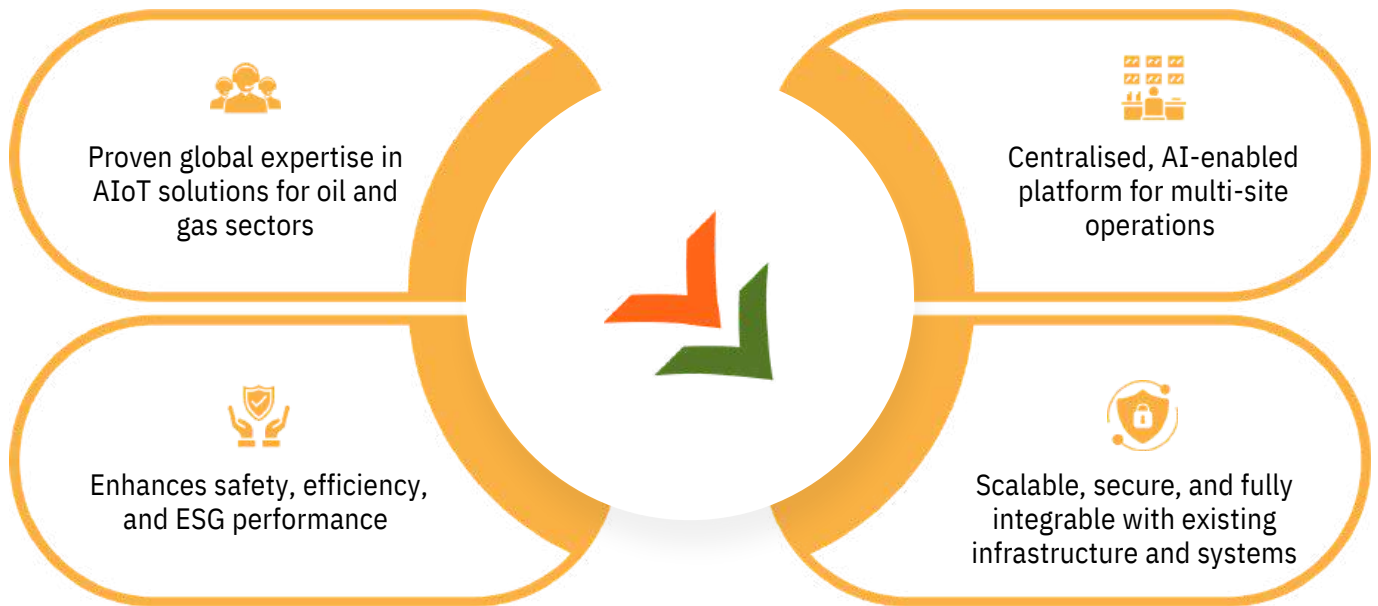 Proven global expertise in
AIoT solutions for oil and
gas sectors
Centralised, AI-enabled
platform for multi-site
operations
Enhances safety, efficiency,
and ESG performance
Scalable, secure, and fully
integrable with existing
infrastructure and systems